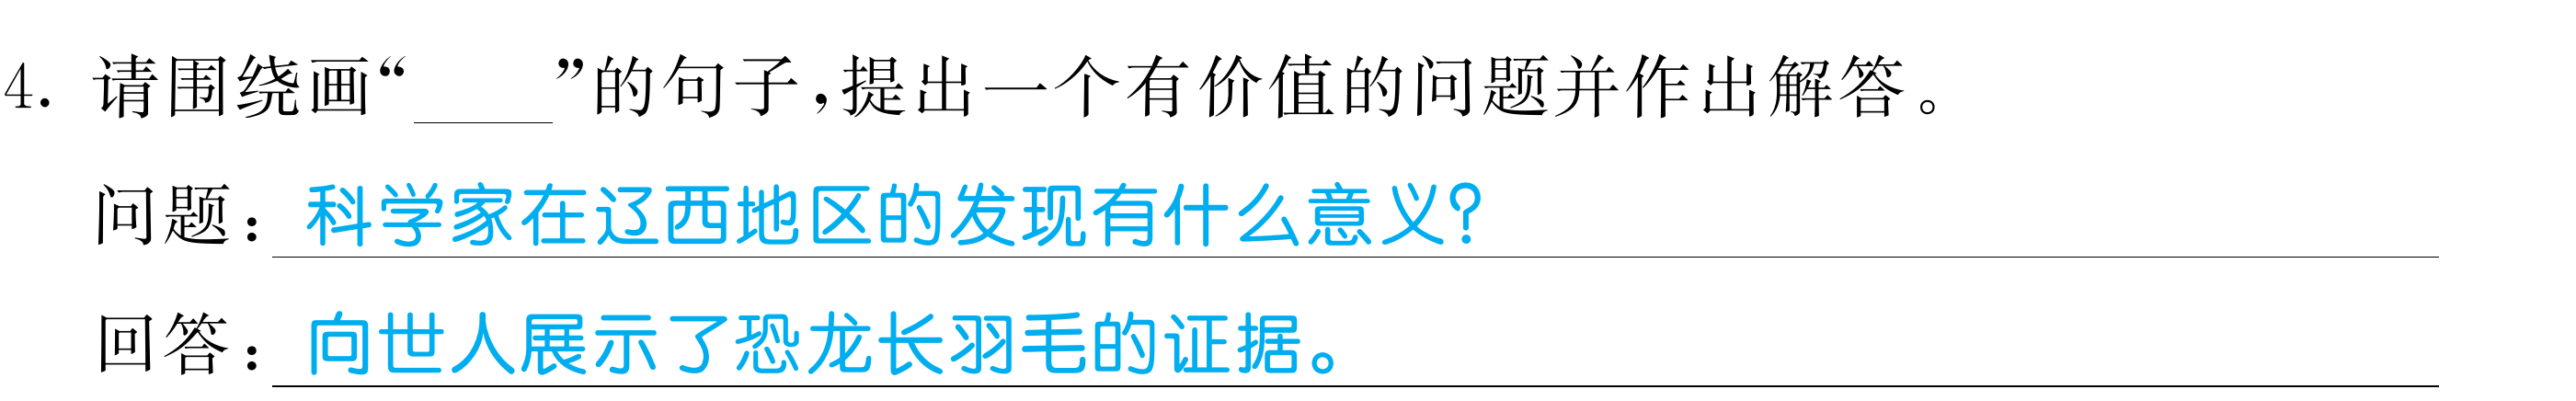 4. 请围绕画“____”的句子,提出一个有价值的问题并作出解答。
问题：科学家在辽西地区的发现有什么意义？
回答：向世人展示了恐龙长羽毛的证据。